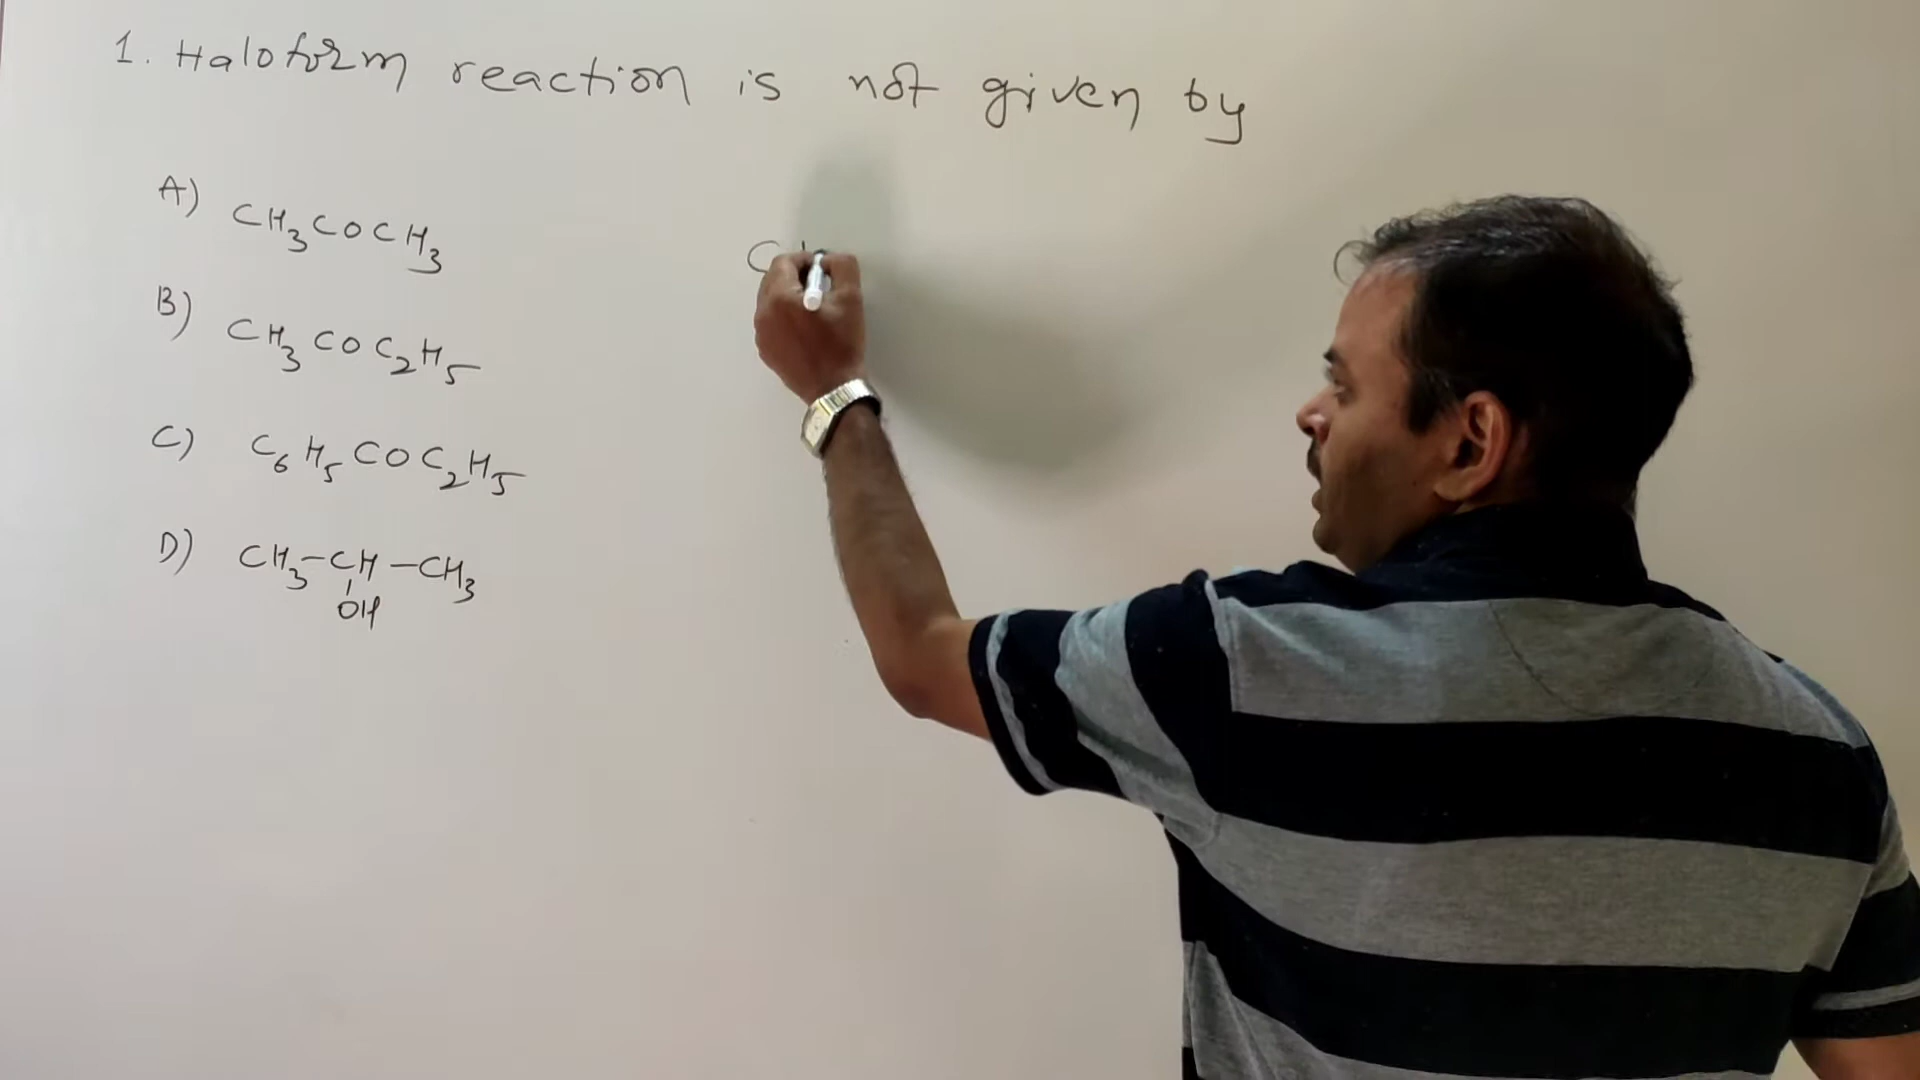 1. Haloform reaction is not given by
A) CH₃COCH₃
B) CH₃COC₂H₅
C) C₆H₅COC₂H₅
D) CH₃-CH-CH₃
OH
C